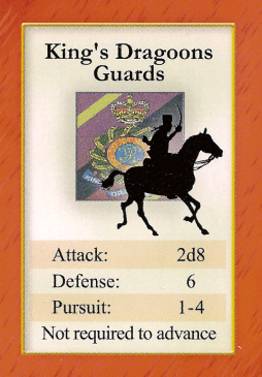 King's Dragoons
Guards
Attack: 2d8
Defense: 6
Pursuit: 1-4
Not required to advance